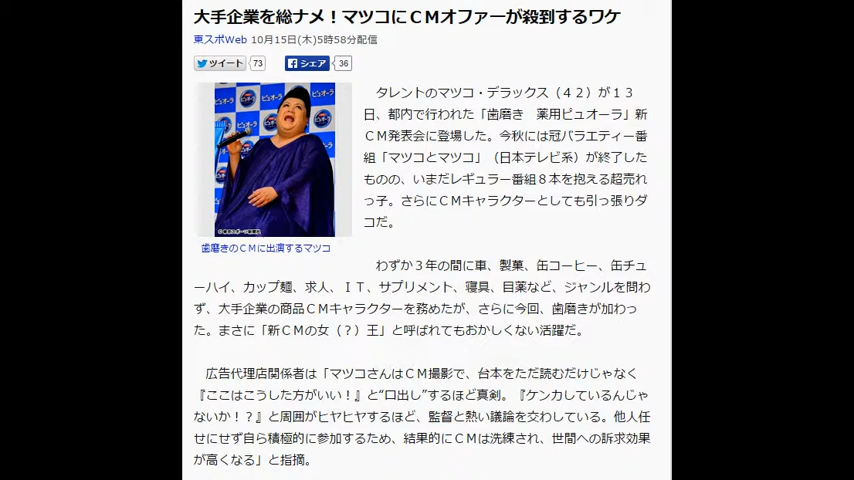 大手企業を総ナメ!マツコにCMオファーが殺到するワケ
東スポWeb 10月15日(木)5時58分配信
ツイート 73 シェア 36
タレントのマツコ・デラックス(42)が13
日、都内で行われた「歯磨き 薬用ピュオーラ」新
CM発表会に登場した。今秋には冠バラエティー番
組「マツコとマツコ」(日本テレビ系)が終了した
ものの、いまだレギュラー番組8本を抱える超売れ
っ子。さらにCMキャラクターとしても引っ張りダ
コだ。
ピュオーラ
歯磨きのCMに出演するマツコ
わずか3年の間に車、製菓、缶コーヒー、缶チュ
ーハイ、カップ麺、求人、IT、サプリメント、寝具、目薬など、ジャンルを問わ
ず、大手企業の商品CMキャラクターを務めたが、さらに今回、歯磨きが加わっ
た。まさに「新CMの女(?)王」と呼ばれてもおかしくない活躍だ。
広告代理店関係者は「マツコさんはCM撮影で、台本をただ読むだけじゃなく
『ここはこうした方がいい!』と“口出し”するほど真剣。『ケンカしているんじゃ
ないか!?』と周囲がヒヤヒヤするほど、監督と熱い議論を交わしている。他人任
せにせず自ら積極的に参加するため、結果的にCMは洗練され、世間への訴求効果
が高くなる」と指摘。